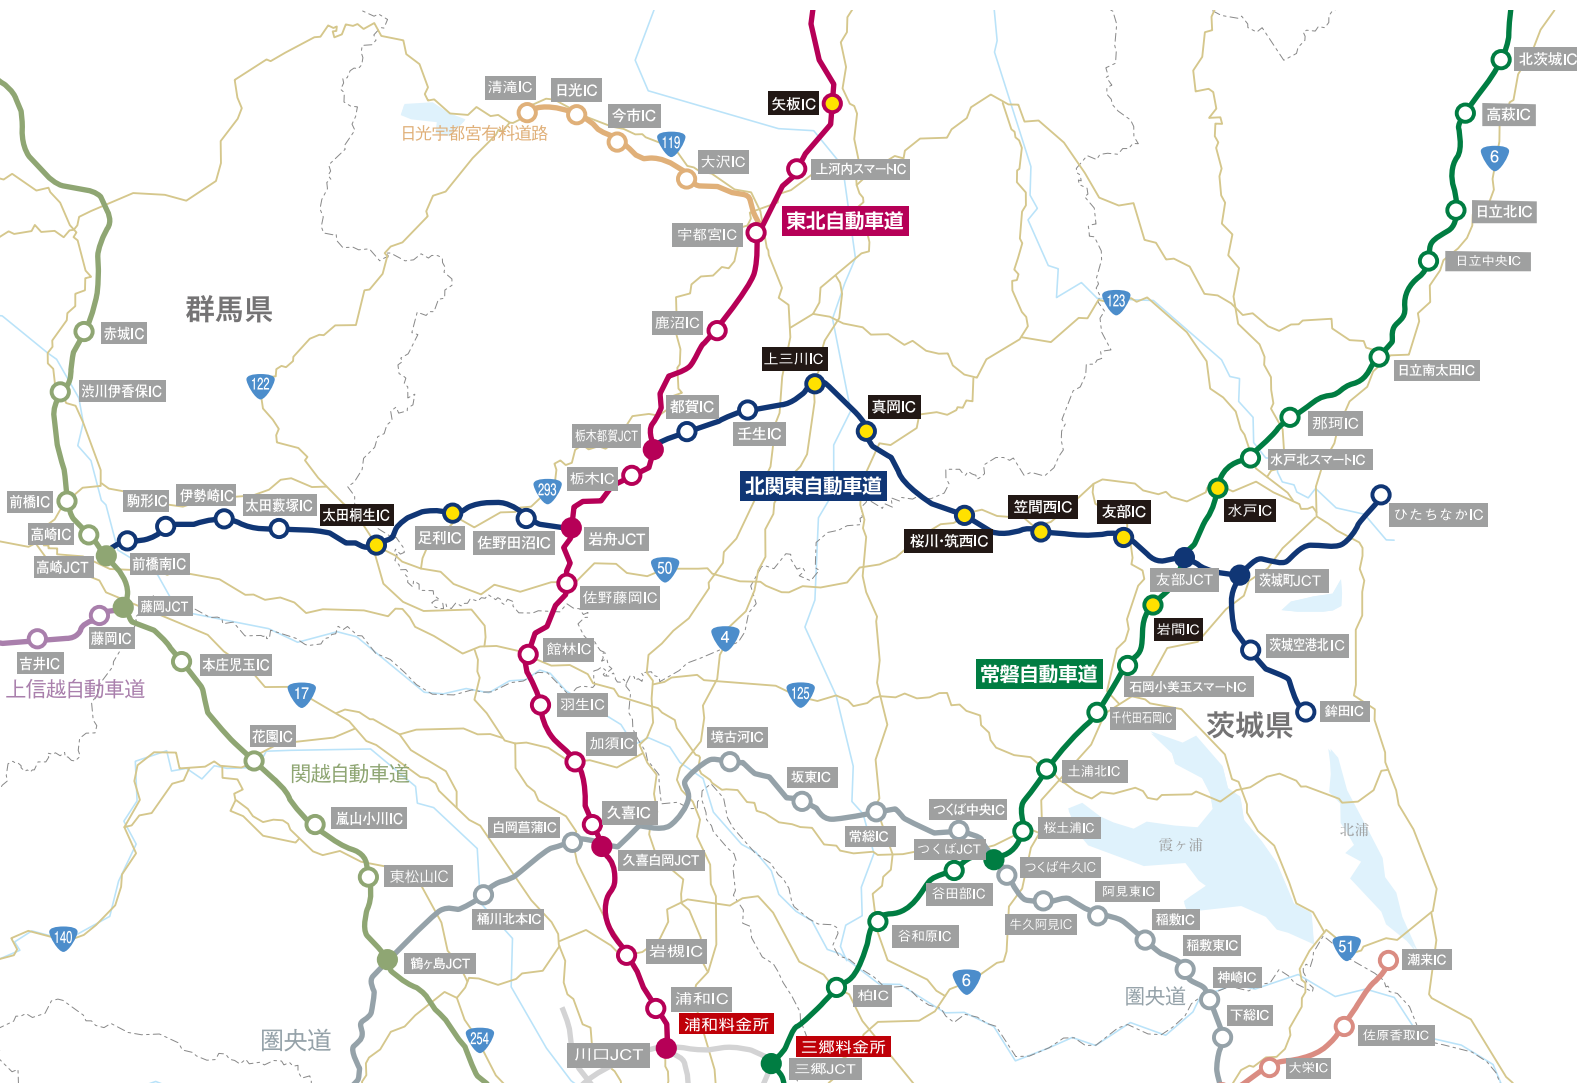 北茨城IC
清滝IC
日光IC
矢板IC
今市IC
高萩IC
日光宇都宮有料道路
119
大沢IC
上河内スマートIC
6
東北自動車道
日立北IC
宇都宮IC
日立中央IC
群馬県
123
鹿沼IC
赤城IC
上三川IC
日立南太田IC
122
渋川伊香保IC
都賀IC
真岡IC
栃木都賀JCT
壬生IC
那珂IC
水戸北スマートIC
栃木IC
北関東自動車道
293
前橋IC
駒形IC
伊勢崎IC
太田藪塚IC
太田桐生IC
笠間西IC
友部IC
水戸IC
ひたちなかIC
高崎IC
足利IC
佐野田沼IC
岩舟JCT
桜川・筑西IC
高崎JCT
前橋南IC
50
友部JCT
茨城町JCT
佐野藤岡IC
藤岡JCT
岩間IC
藤岡IC
4
館林IC
茨城空港北IC
吉井IC
本庄児玉IC
上信越自動車道
17
125
常磐自動車道
石岡小美玉スマートIC
羽生IC
千代田石岡IC
茨城県
鉾田IC
花園IC
加須IC
境古河IC
関越自動車道
坂東IC
土浦北IC
嵐山小川IC
久喜IC
つくば中央IC
白岡菖蒲IC
常総IC
桜土浦IC
北浦
霞ヶ浦
つくばJCT
久喜白岡JCT
つくば牛久IC
東松山IC
谷田部IC
阿見東IC
桶川北本IC
牛久阿見IC
稲敷IC
140
谷和原IC
稲敷東IC
51
岩槻IC
鶴ヶ島JCT
潮来IC
神崎IC
6
柏IC
圏央道
浦和IC
下総IC
浦和料金所
圏央道
254
佐原香取IC
川口JCT
三郷料金所
三郷JCT
大栄IC